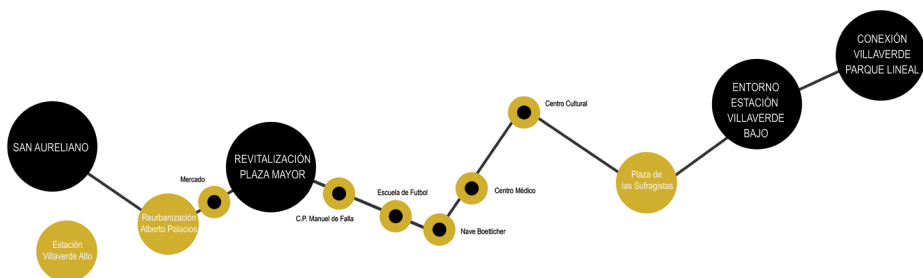 SAN AURELIANO
Estación
Villaverde Alto
Reurbanización
Alberto Palacios
Mercado
REVITALIZACIÓN
PLAZA MAYOR
C.P. Manuel de Falla
Escuela de Futbol
Nave Boetticher
Centro Médico
Centro Cultural
Plaza de
las Sufragistas
ENTORNO
ESTACIÓN
VILLAVERDE
BAJO
CONEXIÓN
VILLAVERDE
PARQUE LINEAL